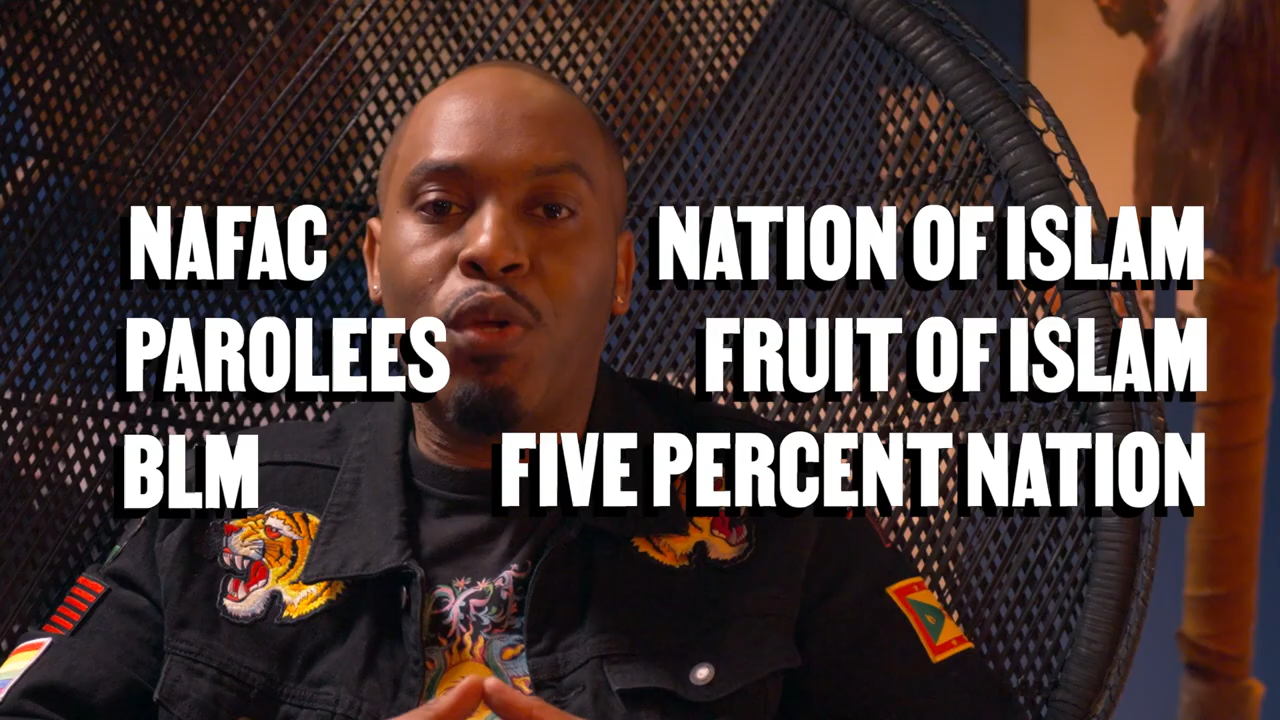 NAFAC
PAROLEES
BLM
NATION OF ISLAM
FRUIT OF ISLAM
FIVE PERCENT NATION